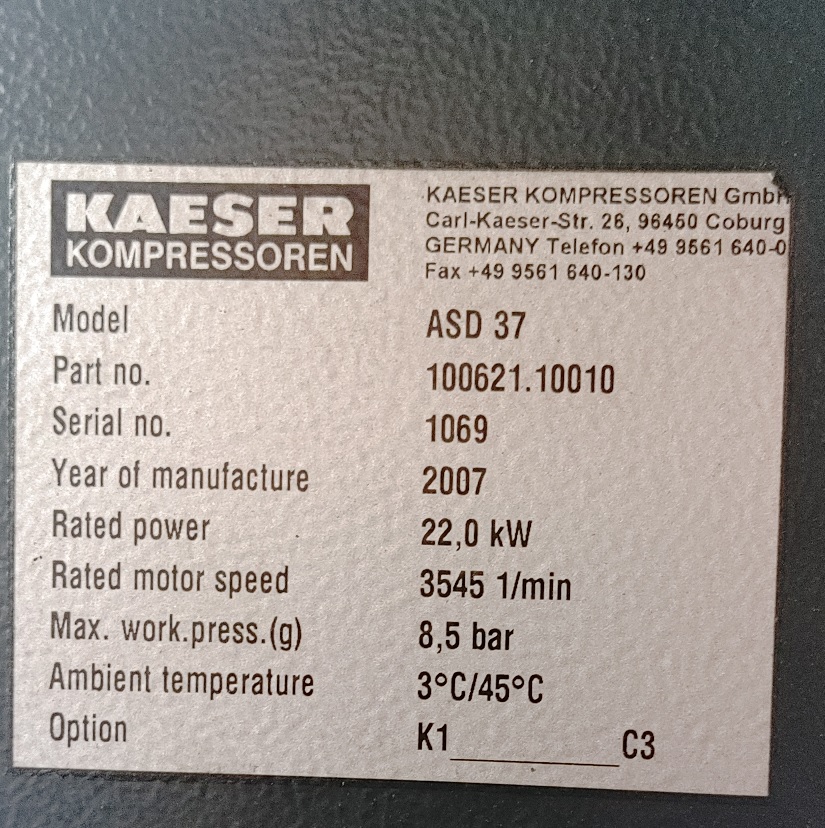 KAESER
KOMPRESSOREN
KAESER KOMPRESSOREN GmbH
Carl-Kaeser-Str. 26, 96450 Coburg
GERMANY Telefon +49 9561 640-0
Fax +49 9561 640-130
Model ASD 37
Part no. 100621.10010
Serial no. 1069
Year of manufacture 2007
Rated power 22,0 kW
Rated motor speed 3545 1/min
Max. work.press.(g) 8,5 bar
Ambient temperature 3°C/45°C
Option K1__________C3